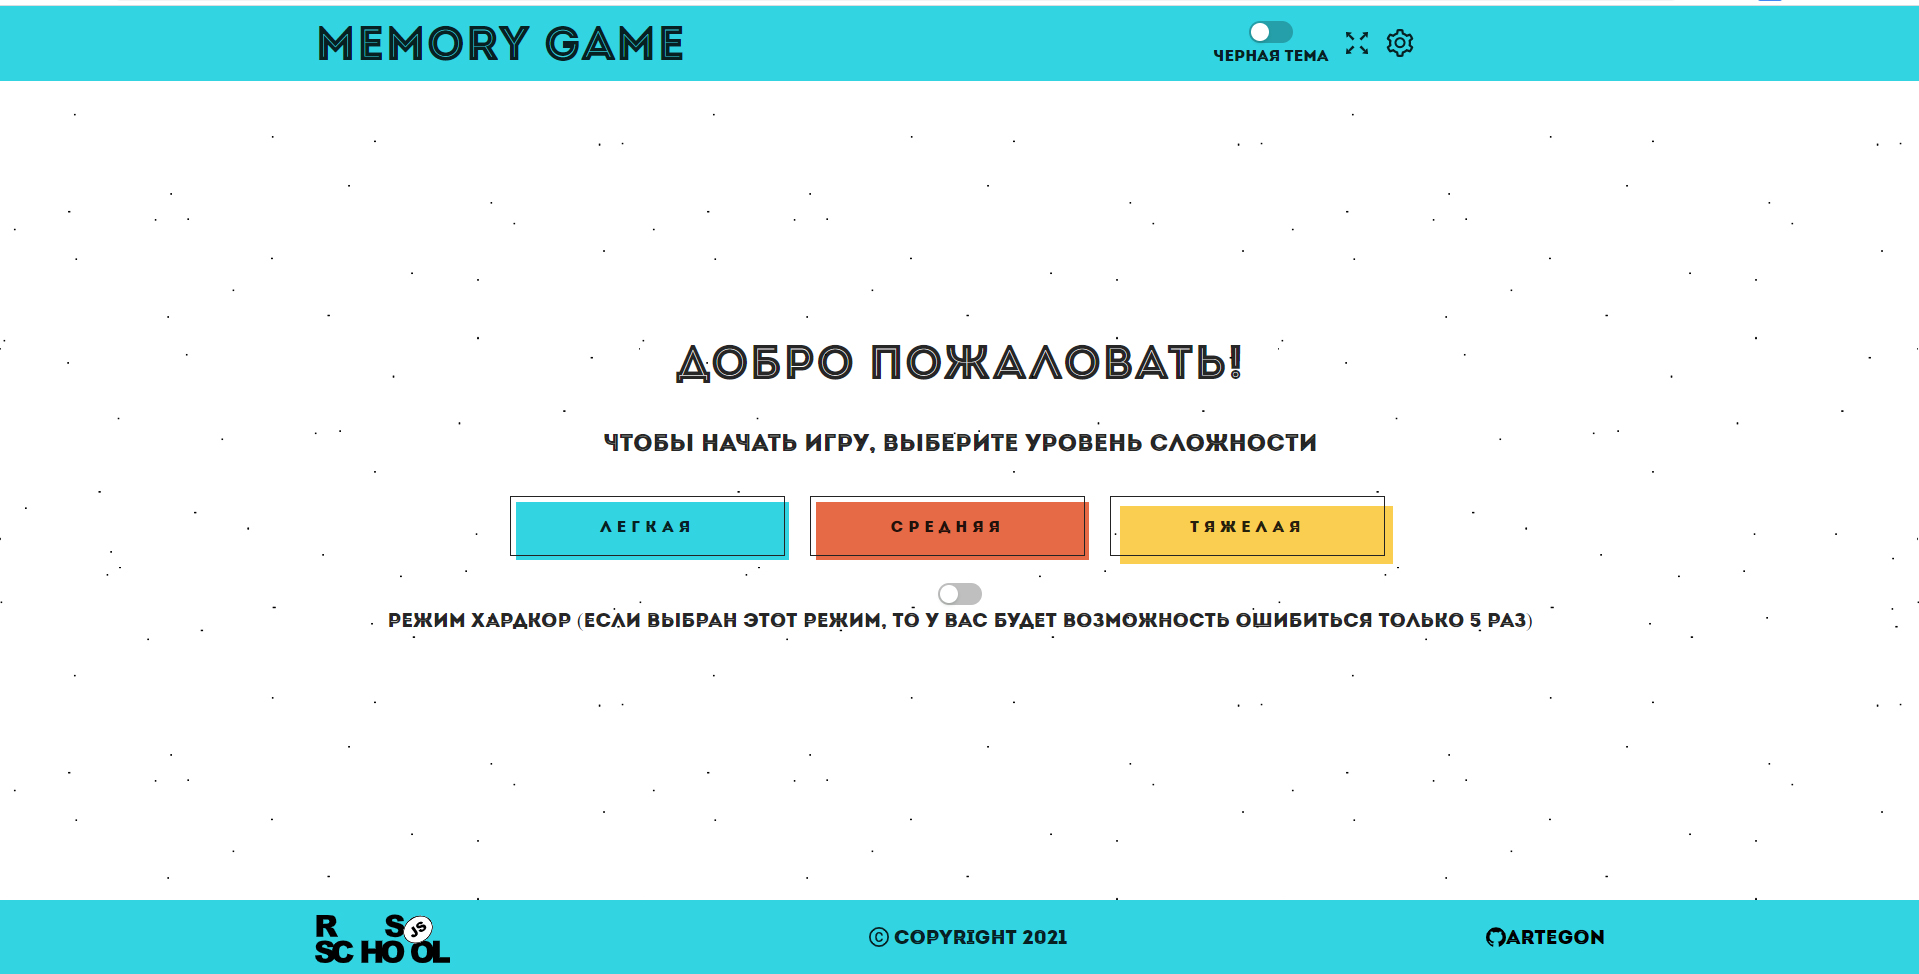 MEMORY GAME
ЧЕРНАЯ ТЕМА
ДОБРО ПОЖАЛОВАТЬ!
ЧТОБЫ НАЧАТЬ ИГРУ, ВЫБЕРИТЕ УРОВЕНЬ СЛОЖНОСТИ
ЛЕГКАЯ
СРЕДНЯЯ
ТЯЖЕЛАЯ
РЕЖИМ ХАРДКОР (ЕСЛИ ВЫБРАН ЭТОТ РЕЖИМ, ТО У ВАС БУДЕТ ВОЗМОЖНОСТЬ ОШИБИТЬСЯ ТОЛЬКО 5 РАЗ)
R S JS
SCHOOL
© COPYRIGHT 2021
ARTEGON